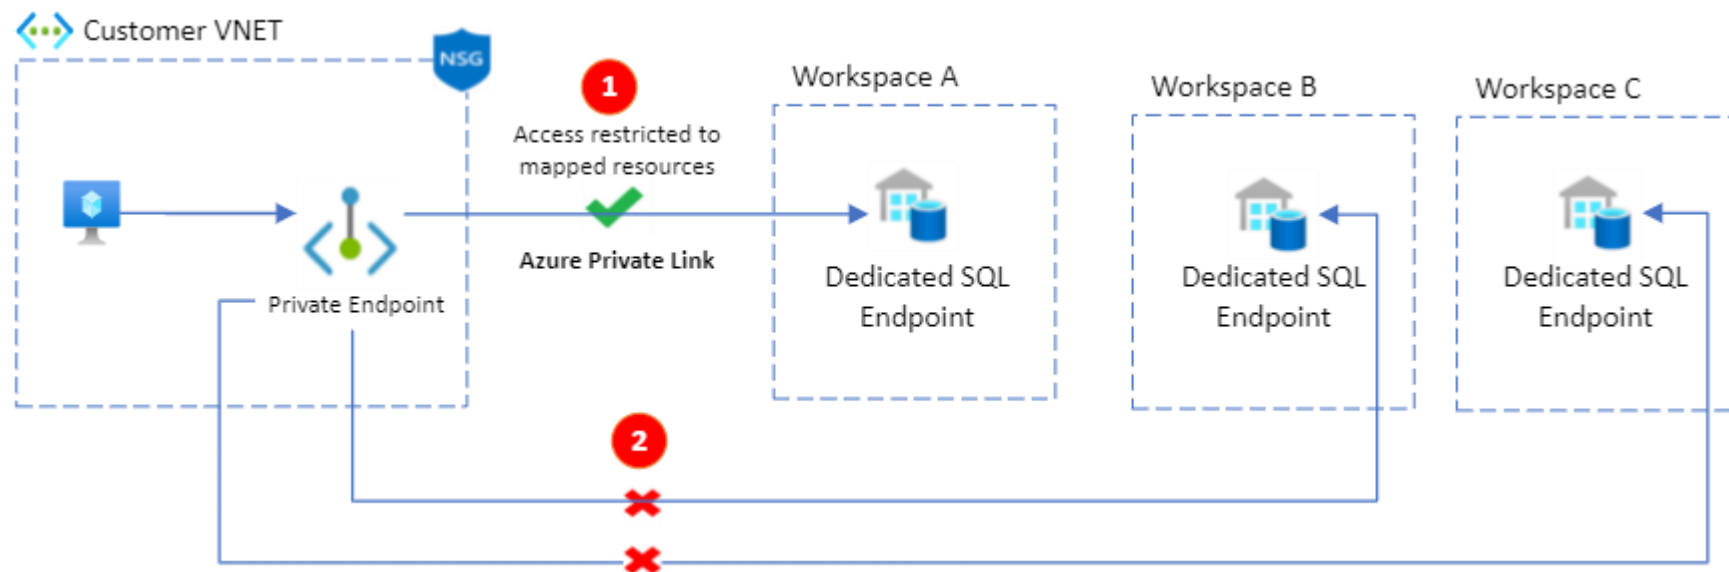 Customer VNET
NSG
1
Access restricted to
mapped resources
Azure Private Link
Private Endpoint
Workspace A
Dedicated SQL
Endpoint
Workspace B
Dedicated SQL
Endpoint
Workspace C
Dedicated SQL
Endpoint
2